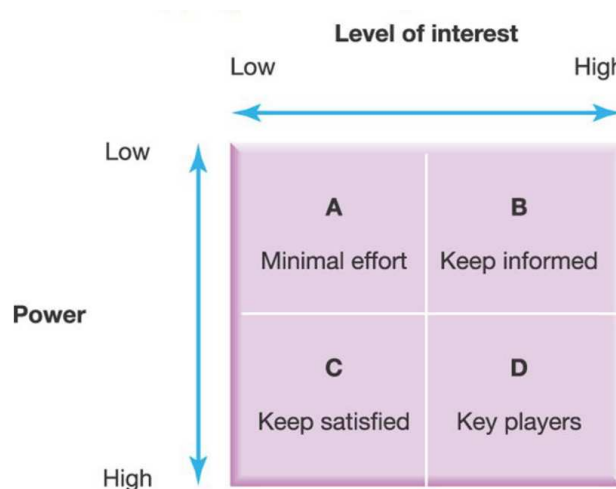 Level of interest
Low High
Low
A B
Minimal effort Keep informed
Power
C D
Keep satisfied Key players
High